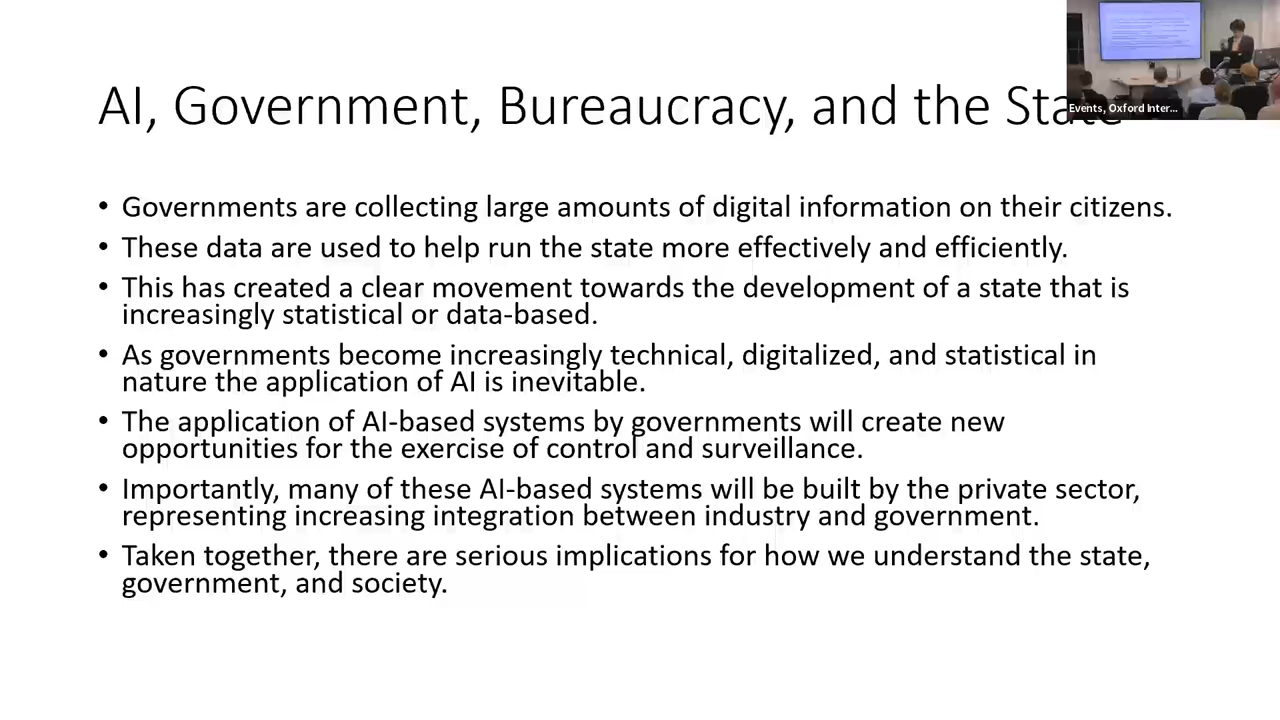 AI, Government, Bureaucracy, and the State
Events, Oxford Inter...
• Governments are collecting large amounts of digital information on their citizens.
• These data are used to help run the state more effectively and efficiently.
• This has created a clear movement towards the development of a state that is
increasingly statistical or data-based.
• As governments become increasingly technical, digitalized, and statistical in
nature the application of AI is inevitable.
• The application of AI-based systems by governments will create new
opportunities for the exercise of control and surveillance.
• Importantly, many of these AI-based systems will be built by the private sector,
representing increasing integration between industry and government.
• Taken together, there are serious implications for how we understand the state,
government, and society.